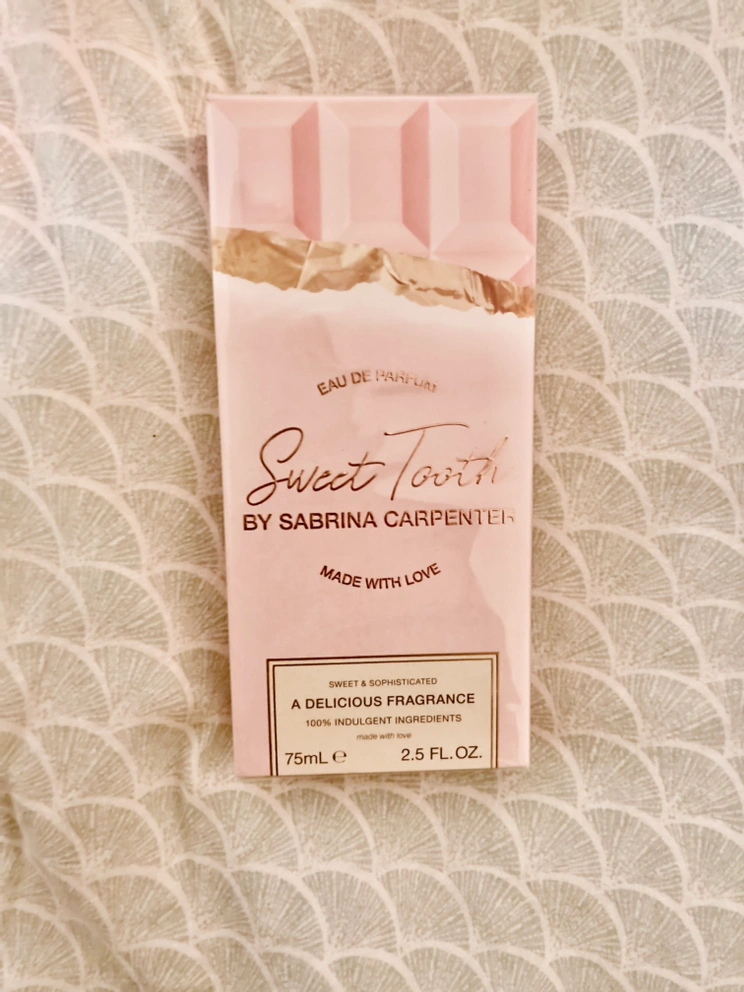 EAU DE PARFUM
Sweet Tooth
BY SABRINA CARPENTER
MADE WITH LOVE
SWEET & SOPHISTICATED
A DELICIOUS FRAGRANCE
100% INDULGENT INGREDIENTS
made with love
75mL ℮ 2.5 FL.OZ.